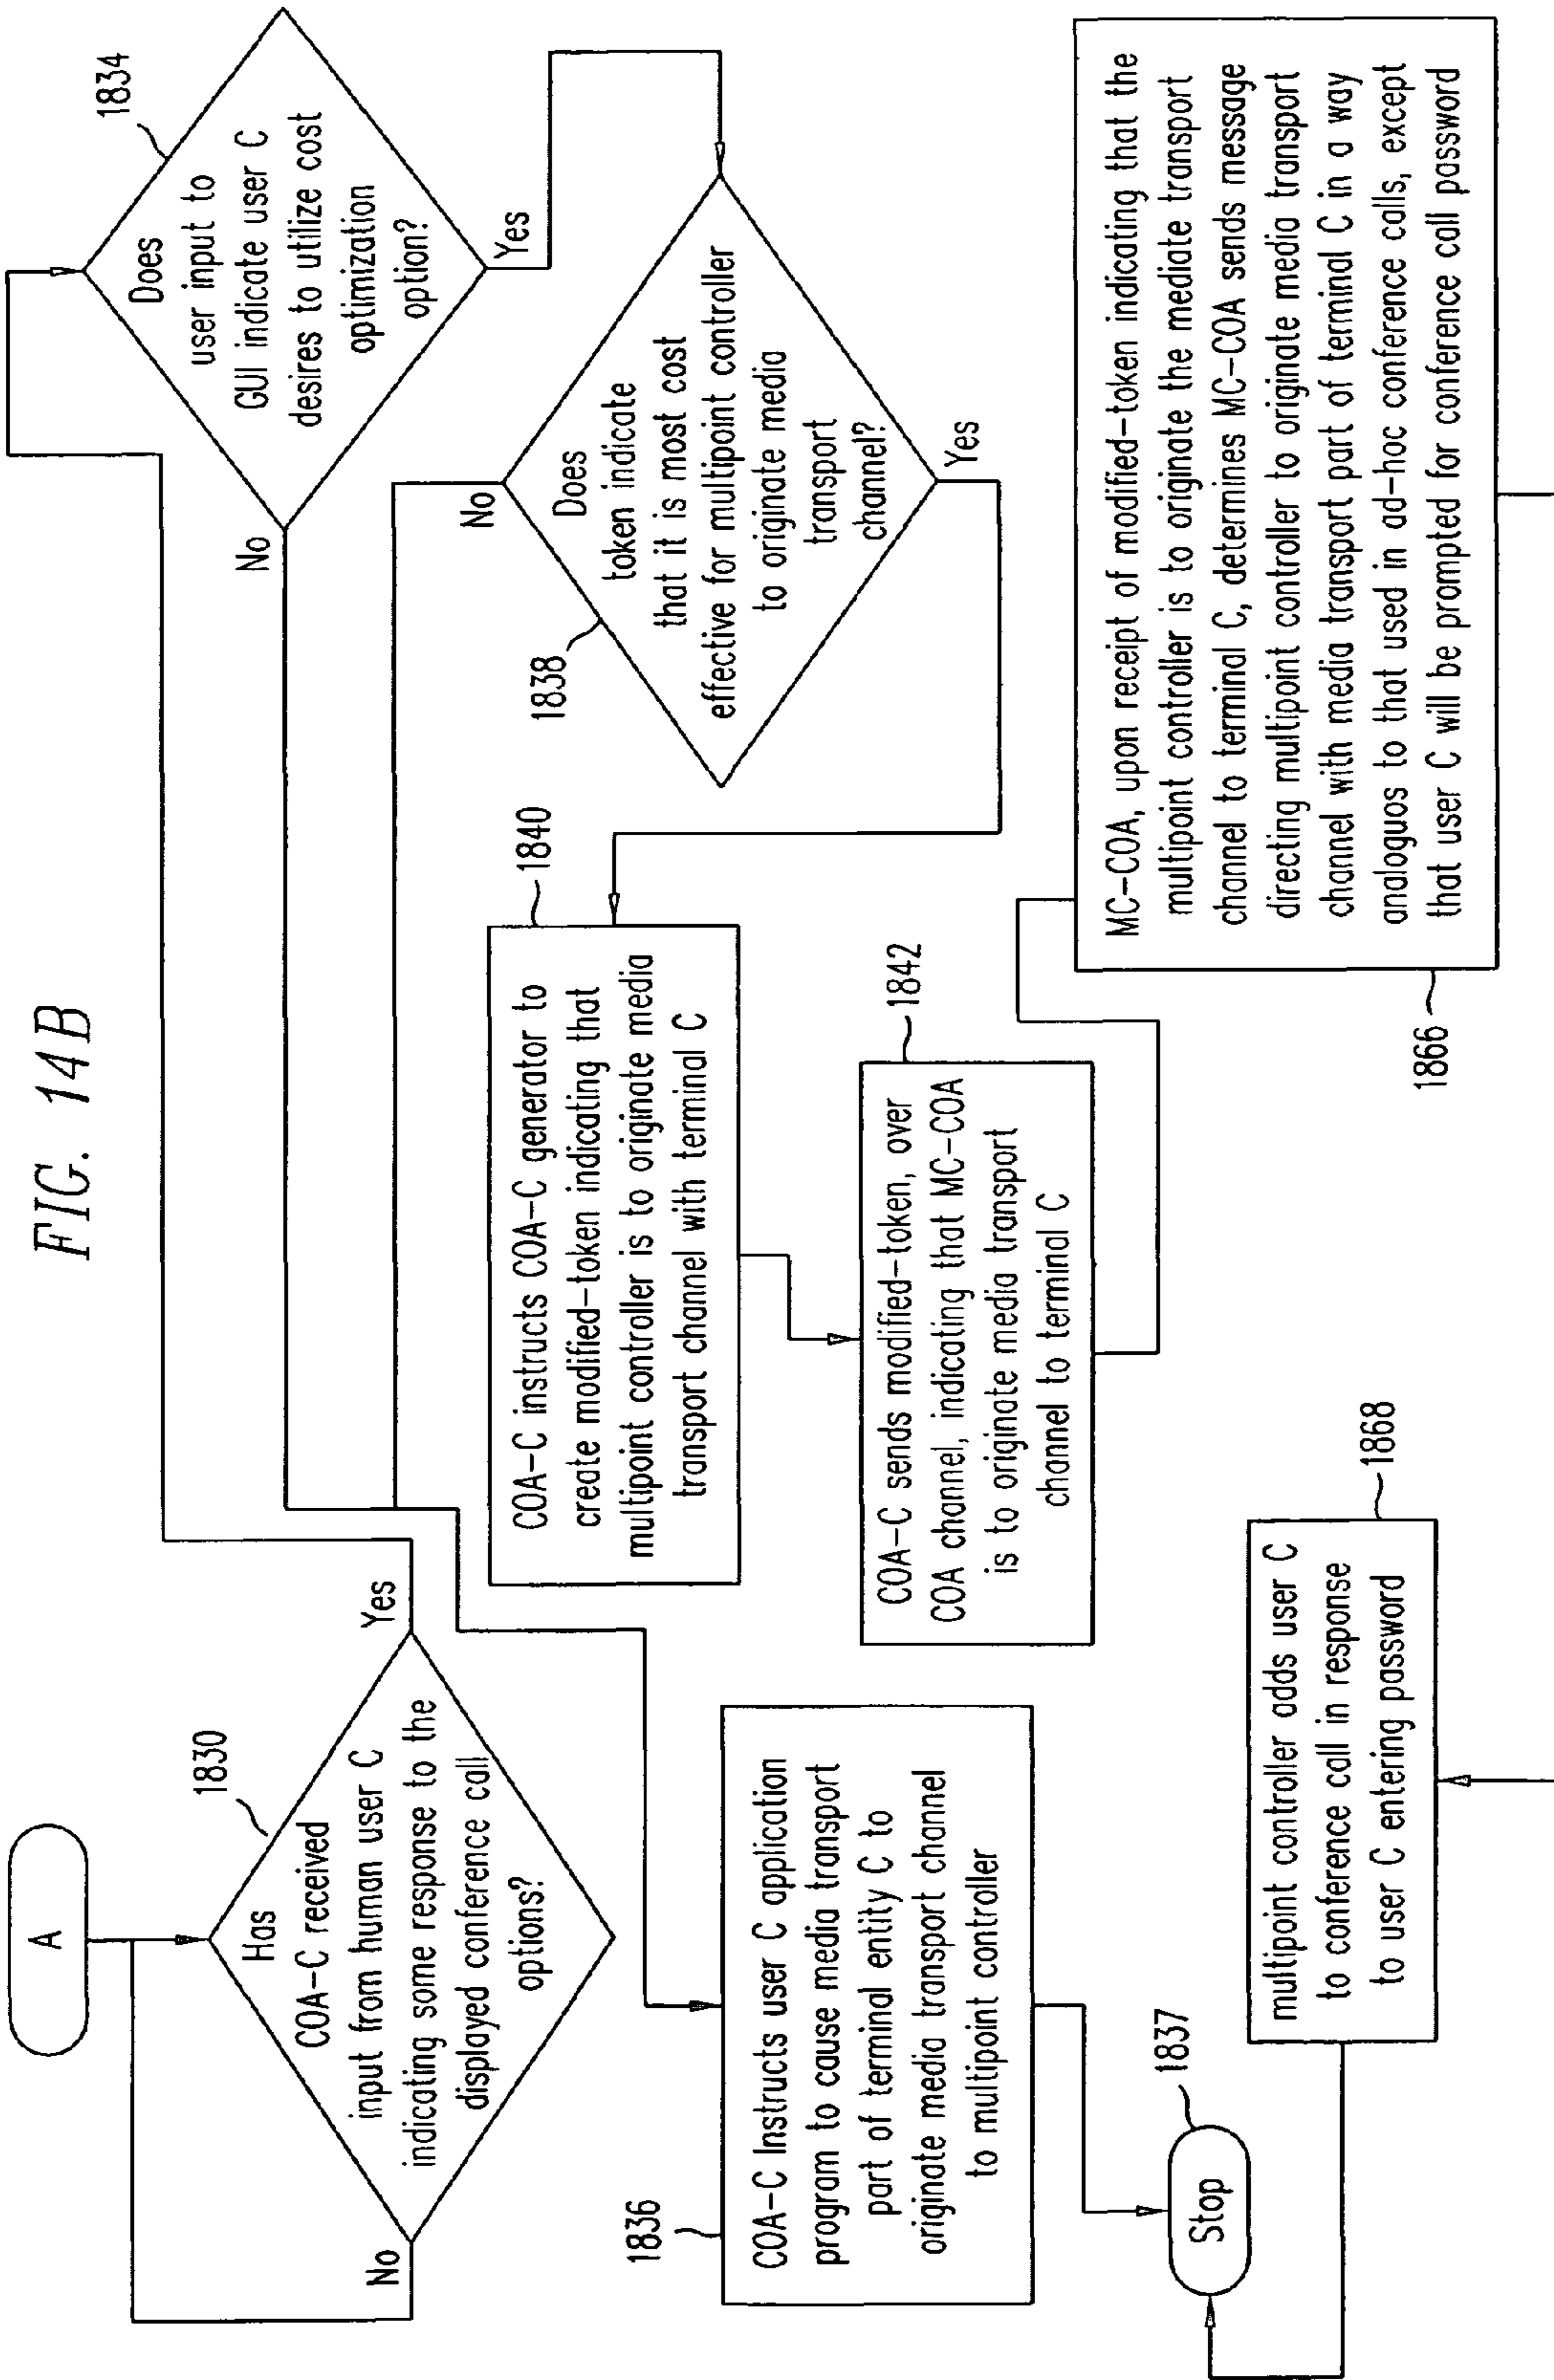 FIG. 14B
A
1830
Has
COA-C received
input from human user C
indicating some response to the
displayed conference call
options?
No
Yes
1834
Does
user input to
GUI indicate user C
desires to utilize cost
optimization
option?
No
Yes
1836
COA-C Instructs user C application
program to cause media transport
part of terminal entity C to
originate media transport channel
to multipoint controller
1837
Stop
1838
Does
token indicate
that it is most cost
effective for multipoint controller
to originate media
transport
channel?
No
Yes
1840
COA-C instructs COA-C generator to
create modified-token indicating that
multipoint controller is to originate media
transport channel with terminal C
1842
COA-C sends modified-token, over
COA channel, indicating that MC-COA
is to originate media transport
channel to terminal C
1866
MC-COA, upon receipt of modified-token indicating that the
multipoint controller is to originate the mediate transport
channel to terminal C, determines MC-COA sends message
directing multipoint controller to originate media transport
channel with media transport part of terminal C in a way
analoguos to that used in ad-hoc conference calls, except
that user C will be prompted for conference call password
1868
multipoint controller adds user C
to conference call in response
to user C entering password